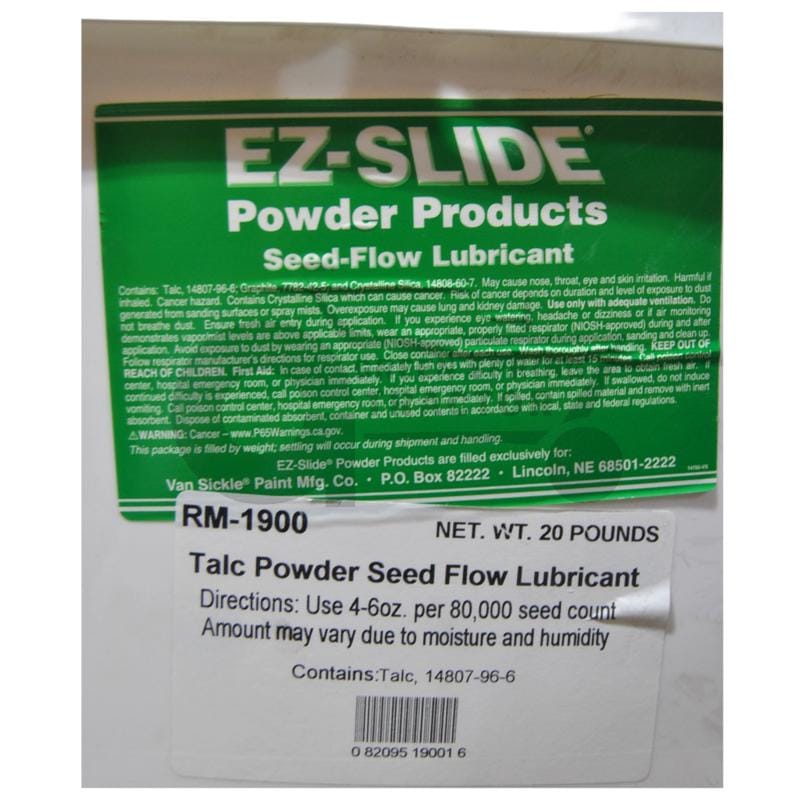 EZ-SLIDE®
Powder Products
Seed-Flow Lubricant
Contains: Talc, 14807-96-6; Graphite, 7782-42-5; and Crystalline Silica, 14808-60-7. May cause nose, throat, eye and skin irritation. Harmful if
inhaled. Cancer hazard. Contains Crystalline Silica which can cause cancer. Risk of cancer depends on duration and level of exposure to dust
generated from sanding surfaces or spray mists. Overexposure may cause lung and kidney damage. Use only with adequate ventilation. Do
not breathe dust. Ensure fresh air entry during application. If you experience eye watering, headache or dizziness or if air monitoring
demonstrates vapor/mist levels are above applicable limits, wear an appropriate, properly fitted respirator (NIOSH-approved) during and after
application. Avoid exposure to dust by wearing an appropriate (NIOSH-approved) particulate respirator during application, sanding and clean up.
Follow respirator manufacturer's directions for respirator use. Close container after each use. Wash thoroughly after handling. KEEP OUT OF
REACH OF CHILDREN. First Aid: In case of contact, immediately flush eyes with plenty of water for at least 15 minutes. Call poison control
center, hospital emergency room, or physician immediately. If you experience difficulty in breathing, leave the area to obtain fresh air. If
continued difficulty is experienced, call poison control center, hospital emergency room, or physician immediately. If swallowed, do not induce
vomiting. Call poison control center, hospital emergency room, or physician immediately. If spilled, contain spilled material and remove with inert
absorbent. Dispose of contaminated absorbent, container and unused contents in accordance with local, state and federal regulations.
⚠WARNING: Cancer – www.P65Warnings.ca.gov.
This package is filled by weight; settling will occur during shipment and handling.
EZ-Slide® Powder Products are filled exclusively for:
Van Sickle® Paint Mfg. Co. • P.O. Box 82222 • Lincoln, NE 68501-2222
RM-1900
NET. WT. 20 POUNDS
Talc Powder Seed Flow Lubricant
Directions: Use 4-6oz. per 80,000 seed count
Amount may vary due to moisture and humidity
Contains:Talc, 14807-96-6
0 82095 19001 6